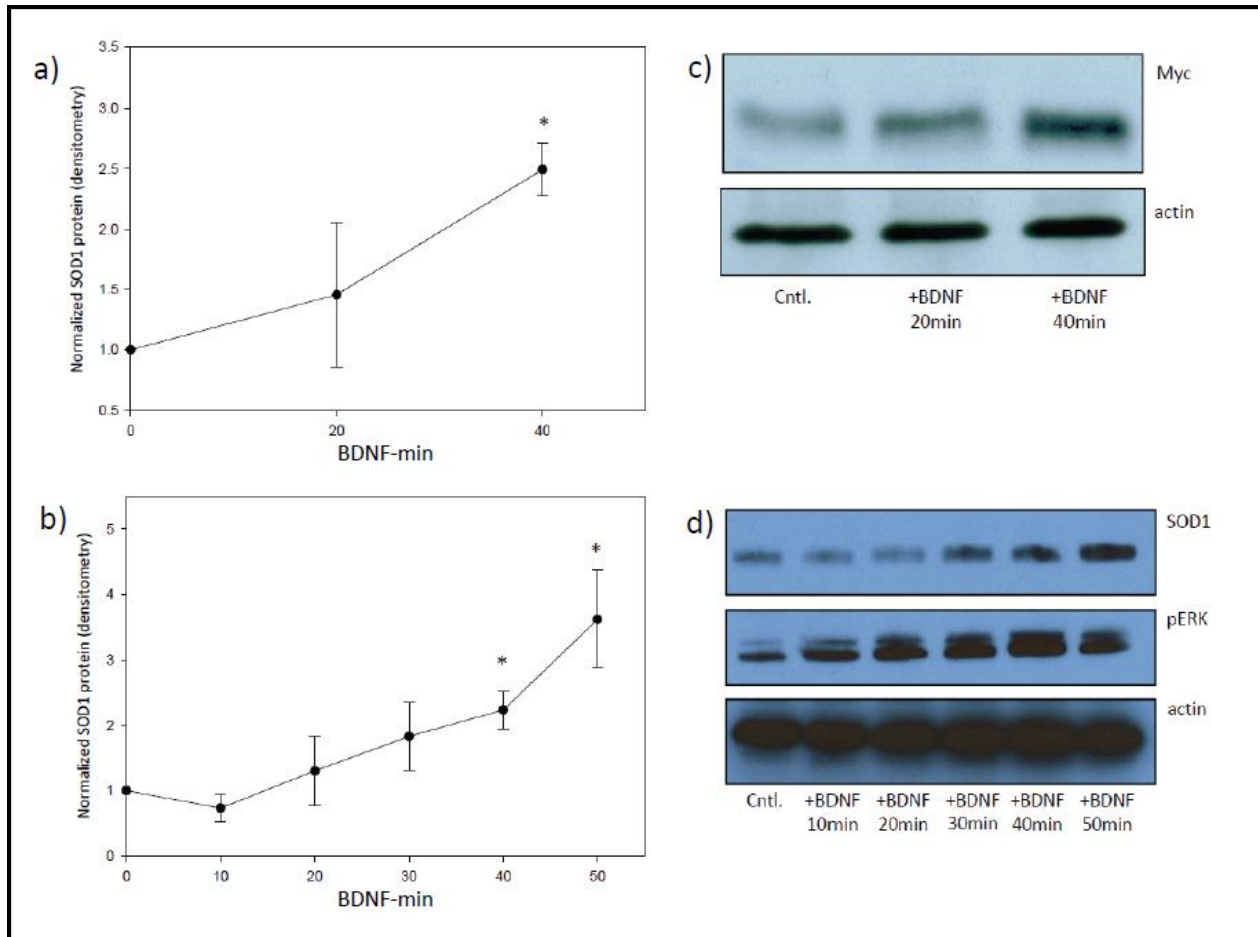 a)
Normalized SOD1 protein (densitometry)
3.5
3.0
2.5
2.0
1.5
1.0
0.5
*
0
20
40
BDNF-min
b)
Normalized SOD1 protein (densitometry)
5
4
3
2
1
0
*
*
0
10
20
30
40
50
BDNF-min
c)
Myc
actin
Cntl.
+BDNF
20min
+BDNF
40min
d)
SOD1
pERK
actin
Cntl.
+BDNF
10min
+BDNF
20min
+BDNF
30min
+BDNF
40min
+BDNF
50min